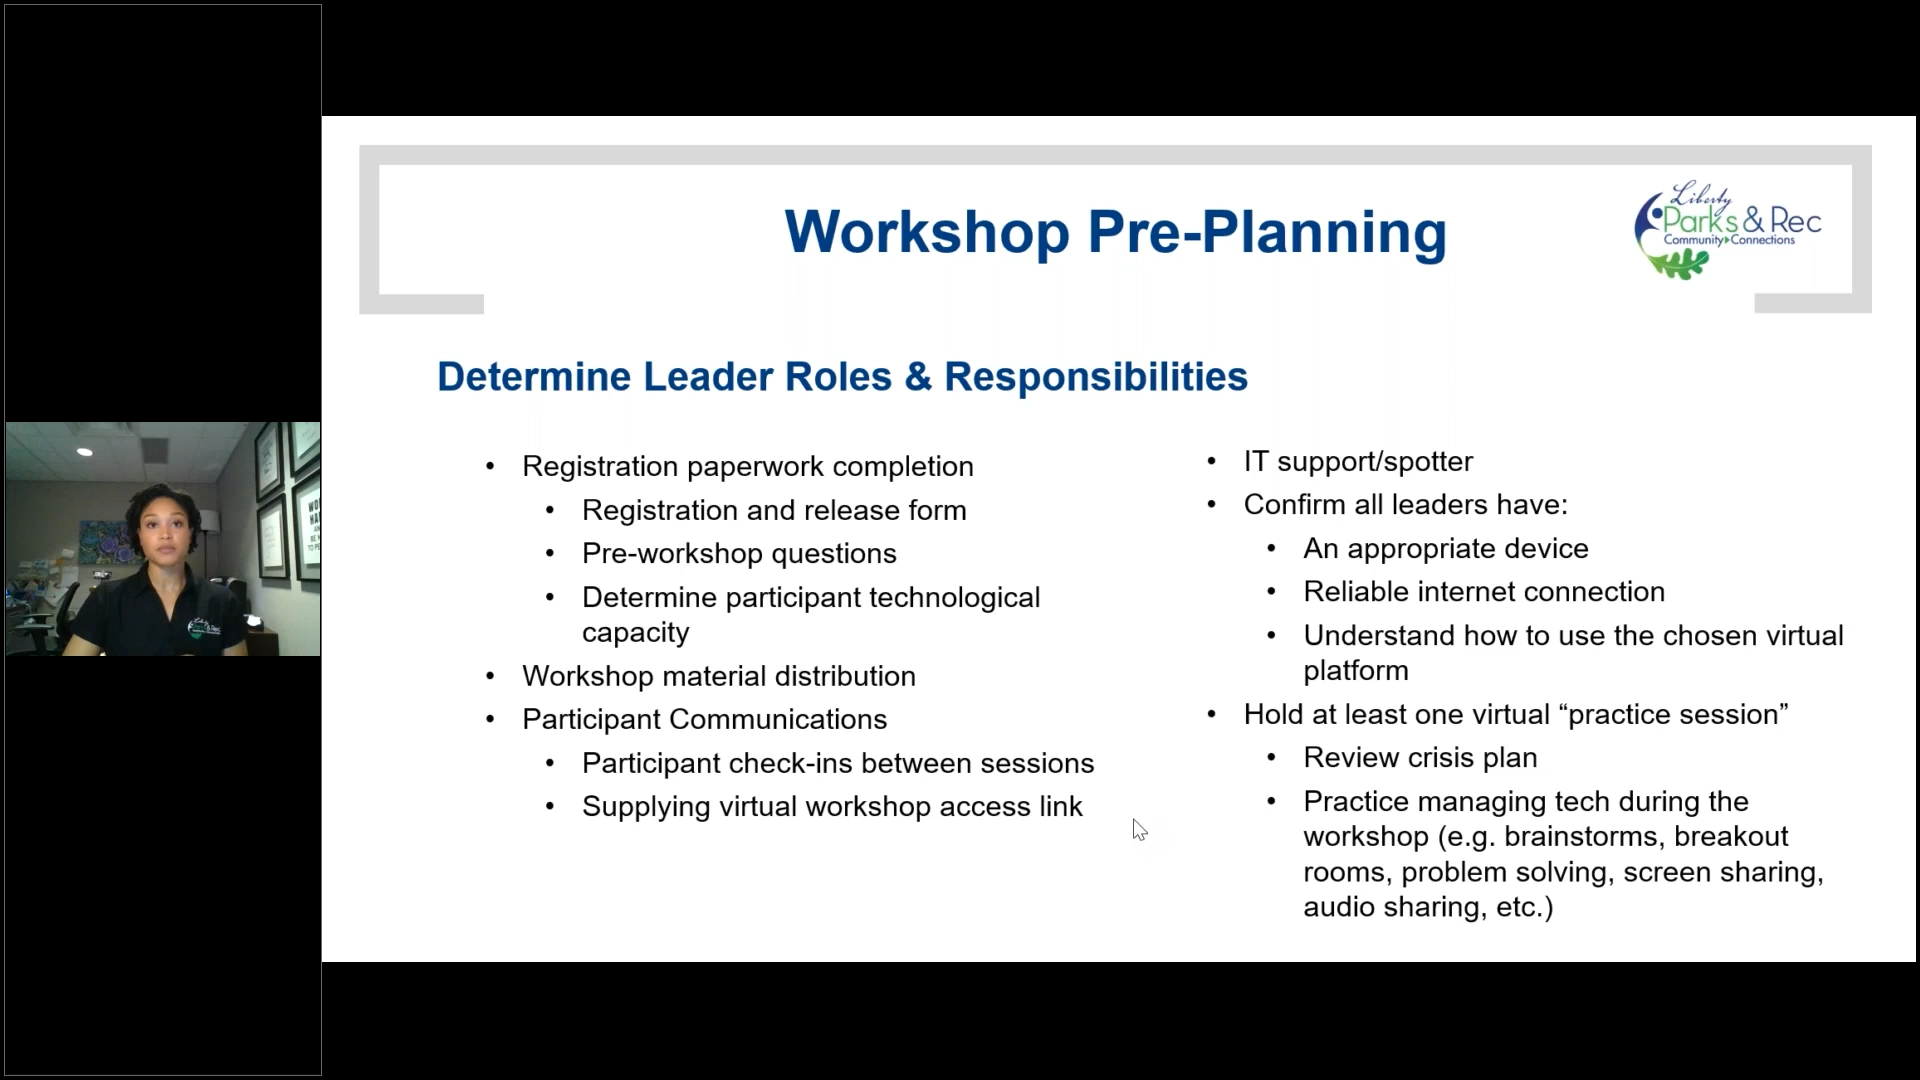 Workshop Pre-Planning
Liberty
Parks & Rec
Community Connections
Determine Leader Roles & Responsibilities
• Registration paperwork completion
• Registration and release form
• Pre-workshop questions
• Determine participant technological
capacity
• Workshop material distribution
• Participant Communications
• Participant check-ins between sessions
• Supplying virtual workshop access link
• IT support/spotter
• Confirm all leaders have:
• An appropriate device
• Reliable internet connection
• Understand how to use the chosen virtual
platform
• Hold at least one virtual “practice session”
• Review crisis plan
• Practice managing tech during the
workshop (e.g. brainstorms, breakout
rooms, problem solving, screen sharing,
audio sharing, etc.)